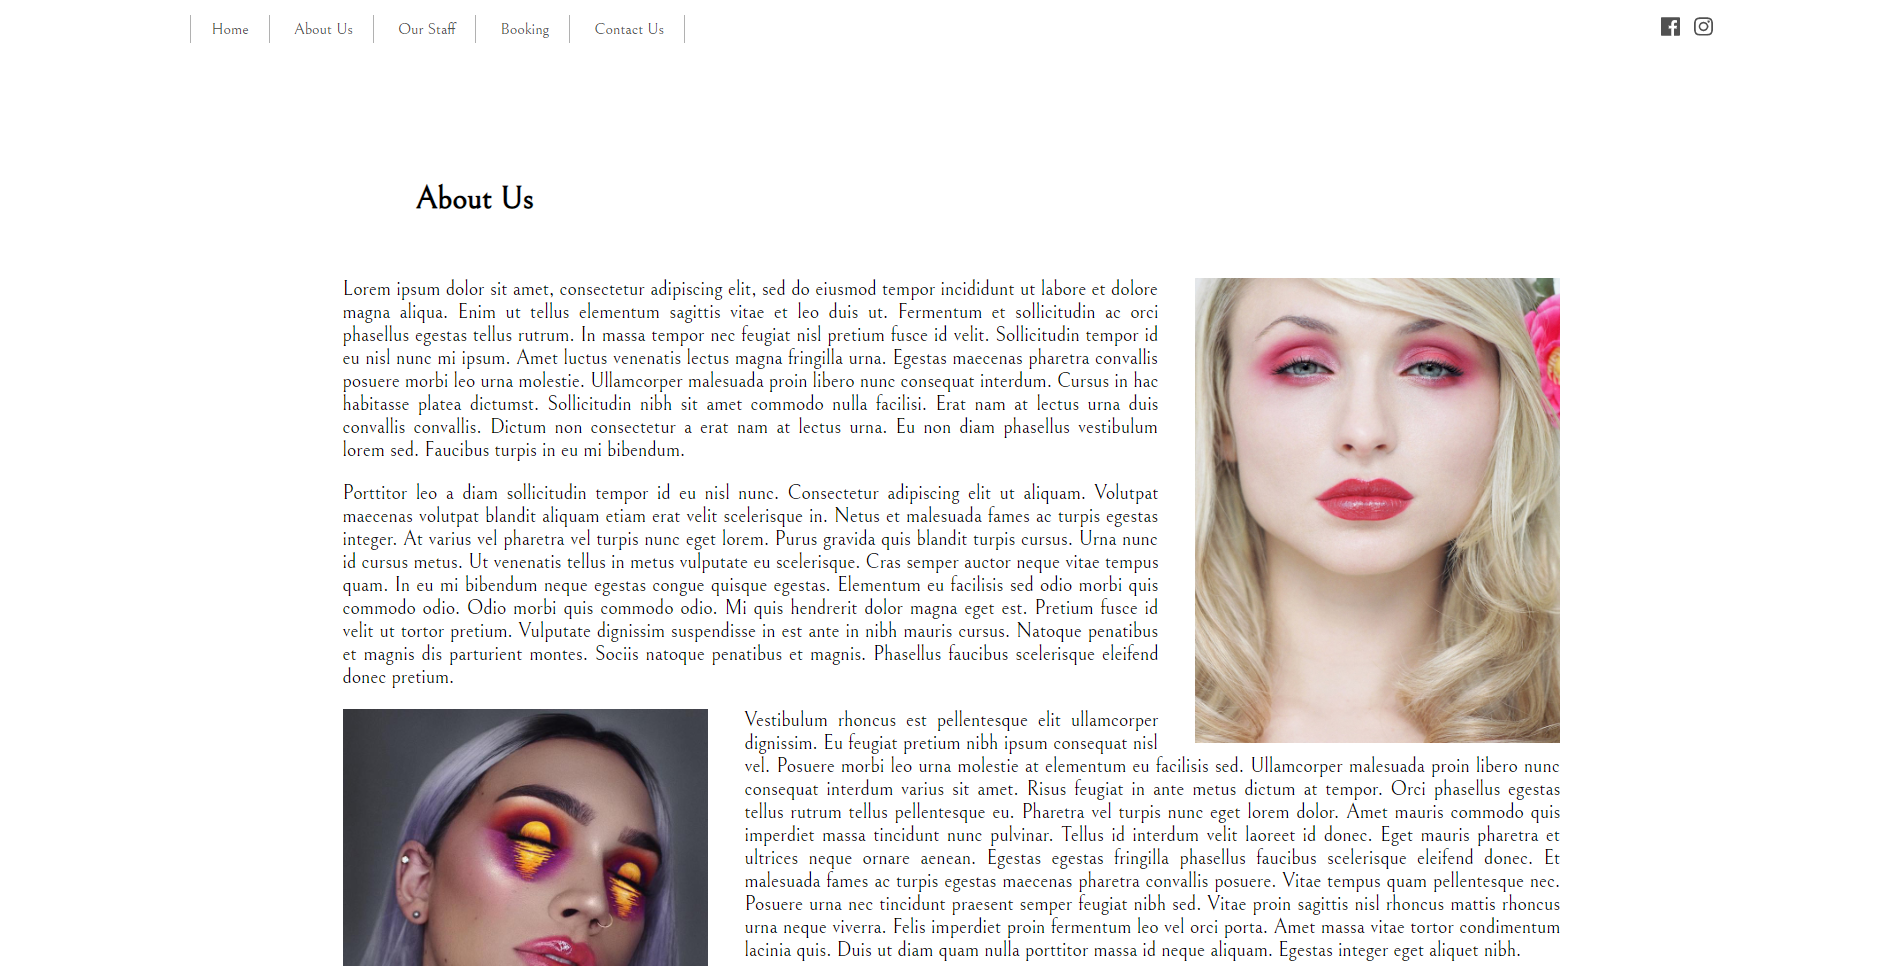 Home
About Us
Our Staff
Booking
Contact Us
About Us
Lorem ipsum dolor sit amet, consectetur adipiscing elit, sed do eiusmod tempor incididunt ut labore et dolore
magna aliqua. Enim ut tellus elementum sagittis vitae et leo duis ut. Fermentum et sollicitudin ac orci
phasellus egestas tellus rutrum. In massa tempor nec feugiat nisl pretium fusce id velit. Sollicitudin tempor id
eu nisl nunc mi ipsum. Amet luctus venenatis lectus magna fringilla urna. Egestas maecenas pharetra convallis
posuere morbi leo urna molestie. Ullamcorper malesuada proin libero nunc consequat interdum. Cursus in hac
habitasse platea dictumst. Sollicitudin nibh sit amet commodo nulla facilisi. Erat nam at lectus urna duis
convallis convallis. Dictum non consectetur a erat nam at lectus urna. Eu non diam phasellus vestibulum
lorem sed. Faucibus turpis in eu mi bibendum.
Porttitor leo a diam sollicitudin tempor id eu nisl nunc. Consectetur adipiscing elit ut aliquam. Volutpat
maecenas volutpat blandit aliquam etiam erat velit scelerisque in. Netus et malesuada fames ac turpis egestas
integer. At varius vel pharetra vel turpis nunc eget lorem. Purus gravida quis blandit turpis cursus. Urna nunc
id cursus metus. Ut venenatis tellus in metus vulputate eu scelerisque. Cras semper auctor neque vitae tempus
quam. In eu mi bibendum neque egestas congue quisque egestas. Elementum eu facilisis sed odio morbi quis
commodo odio. Odio morbi quis commodo odio. Mi quis hendrerit dolor magna eget est. Pretium fusce id
velit ut tortor pretium. Vulputate dignissim suspendisse in est ante in nibh mauris cursus. Natoque penatibus
et magnis dis parturient montes. Sociis natoque penatibus et magnis. Phasellus faucibus scelerisque eleifend
donec pretium.
Vestibulum rhoncus est pellentesque elit ullamcorper
dignissim. Eu feugiat pretium nibh ipsum consequat nisl
vel. Posuere morbi leo urna molestie at elementum eu facilisis sed. Ullamcorper malesuada proin libero nunc
consequat interdum varius sit amet. Risus feugiat in ante metus dictum at tempor. Orci phasellus egestas
tellus rutrum tellus pellentesque eu. Pharetra vel turpis nunc eget lorem dolor. Amet mauris commodo quis
imperdiet massa tincidunt nunc pulvinar. Tellus id interdum velit laoreet id donec. Eget mauris pharetra et
ultrices neque ornare aenean. Egestas egestas fringilla phasellus faucibus scelerisque eleifend donec. Et
malesuada fames ac turpis egestas maecenas pharetra convallis posuere. Vitae tempus quam pellentesque nec.
Posuere urna nec tincidunt praesent semper feugiat nibh sed. Vitae proin sagittis nisl rhoncus mattis rhoncus
urna neque viverra. Felis imperdiet proin fermentum leo vel orci porta. Amet massa vitae tortor condimentum
lacinia quis. Duis ut diam quam nulla porttitor massa id neque aliquam. Egestas integer eget aliquet nibh.